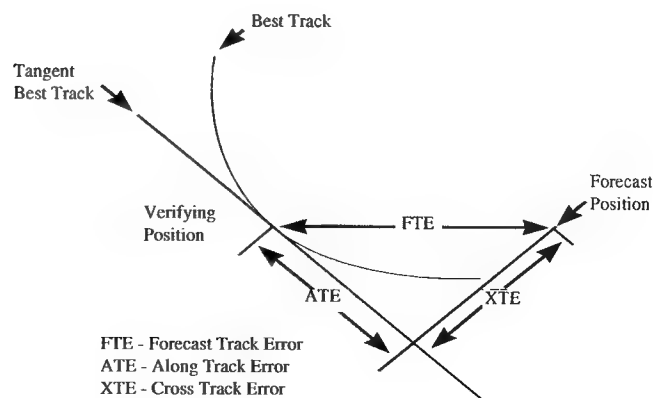 Best Track
Tangent
Best Track
Forecast
Position
Verifying
Position
FTE
ATE
XTE
FTE - Forecast Track Error
ATE - Along Track Error
XTE - Cross Track Error